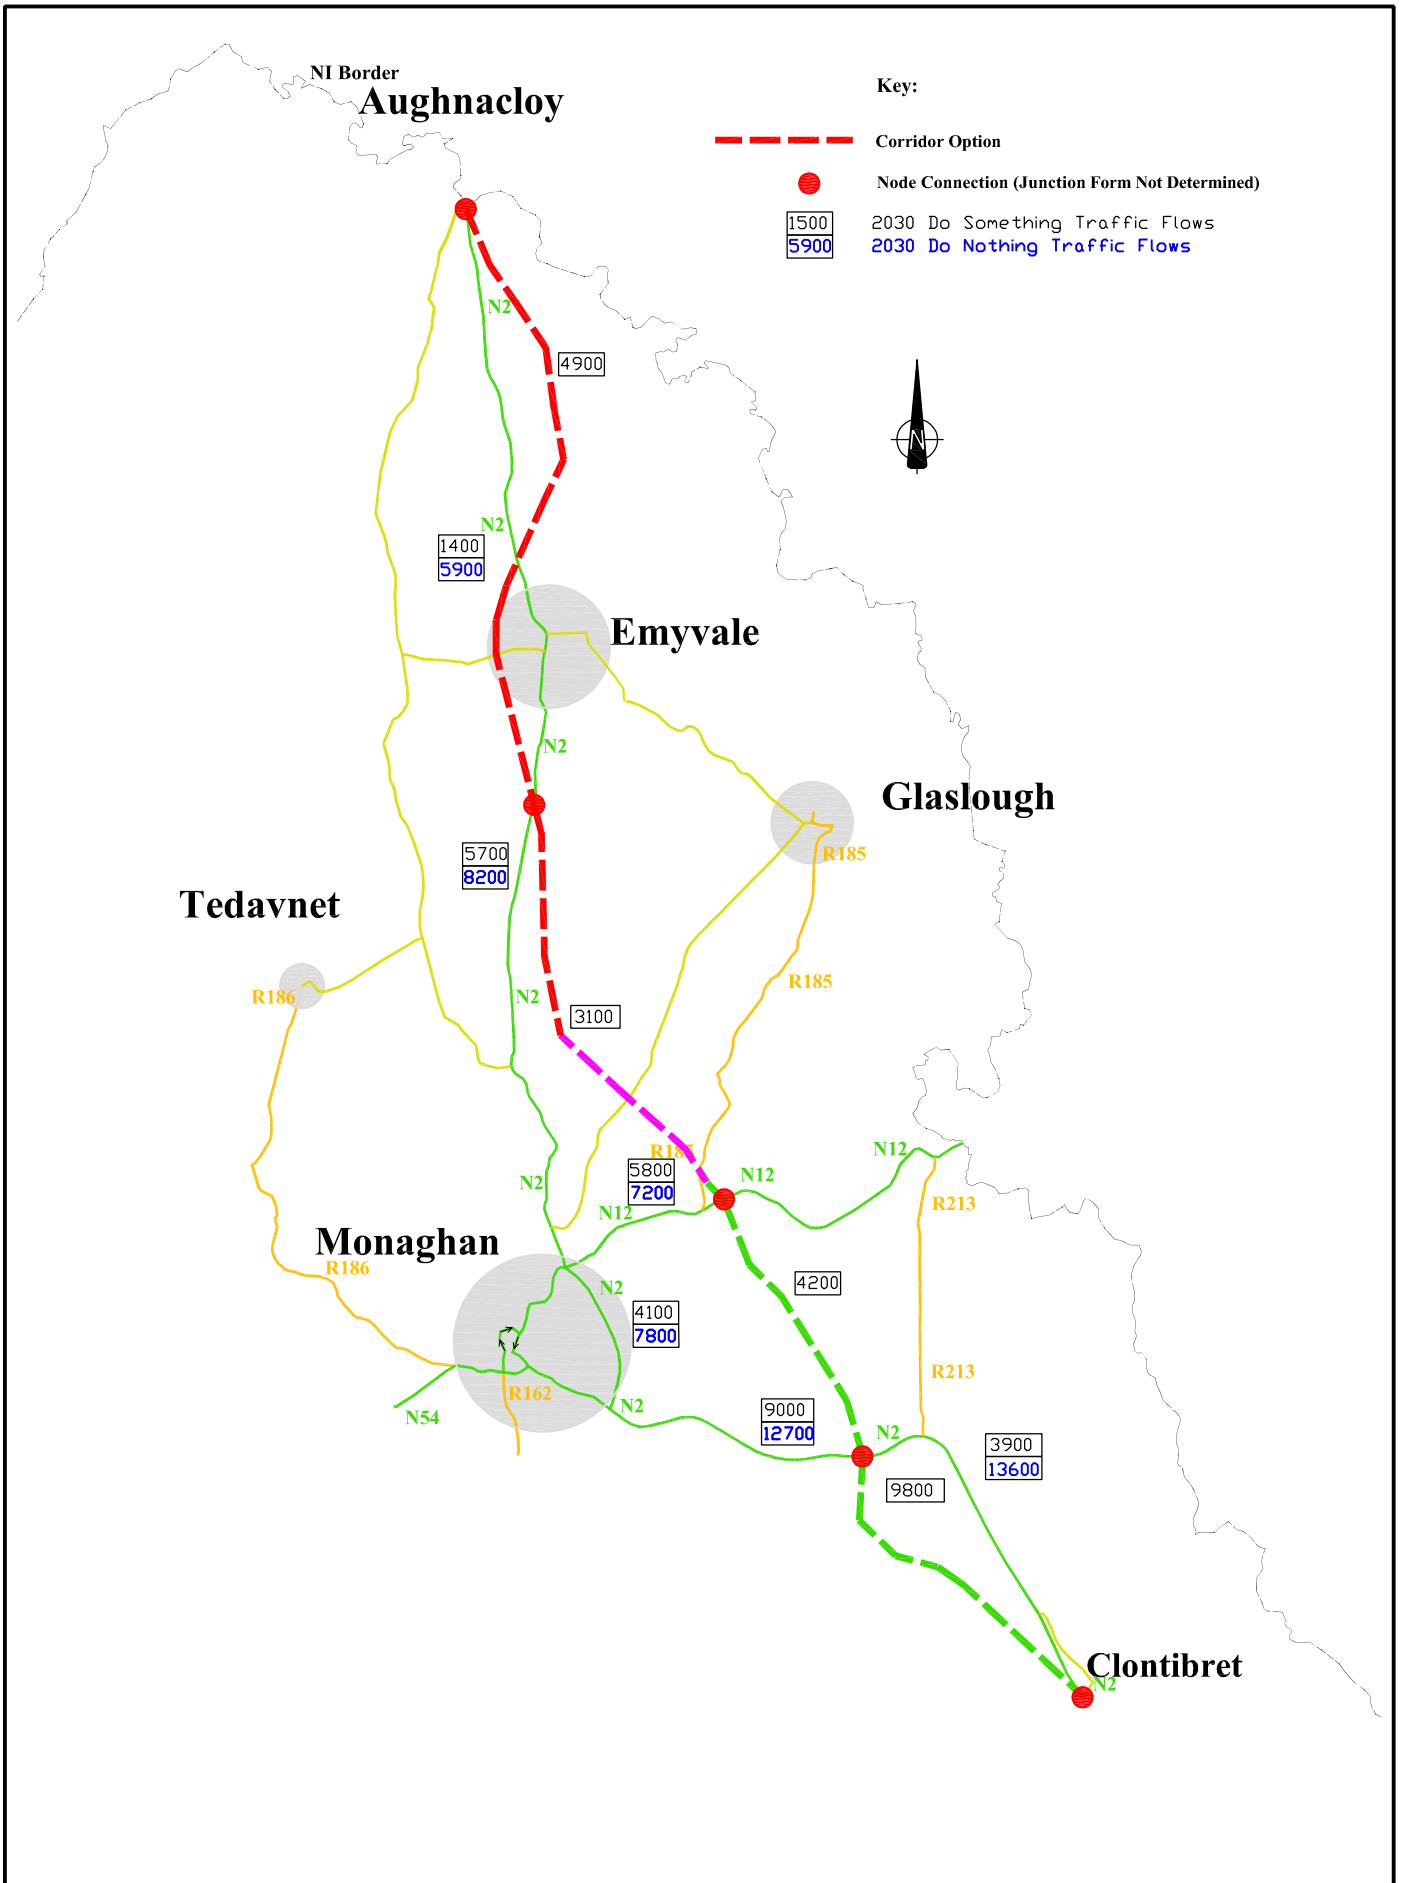 NI Border
Aughnacloy
Key:
Corridor Option
Node Connection (Junction Form Not Determined)
1500
2030 Do Something Traffic Flows
5900
2030 Do Nothing Traffic Flows
N2
4900
N
N2
1400
5900
Emyvale
N2
Glaslough
5700
8200
R185
Tedavnet
R185
R186
N2
3100
R185
N12
5800
7200
N12
N2
R213
N12
Monaghan
R186
N2
4200
4100
7800
R213
R162
N2
N54
9000
12700
N2
3900
13600
9800
Clontibret
N2